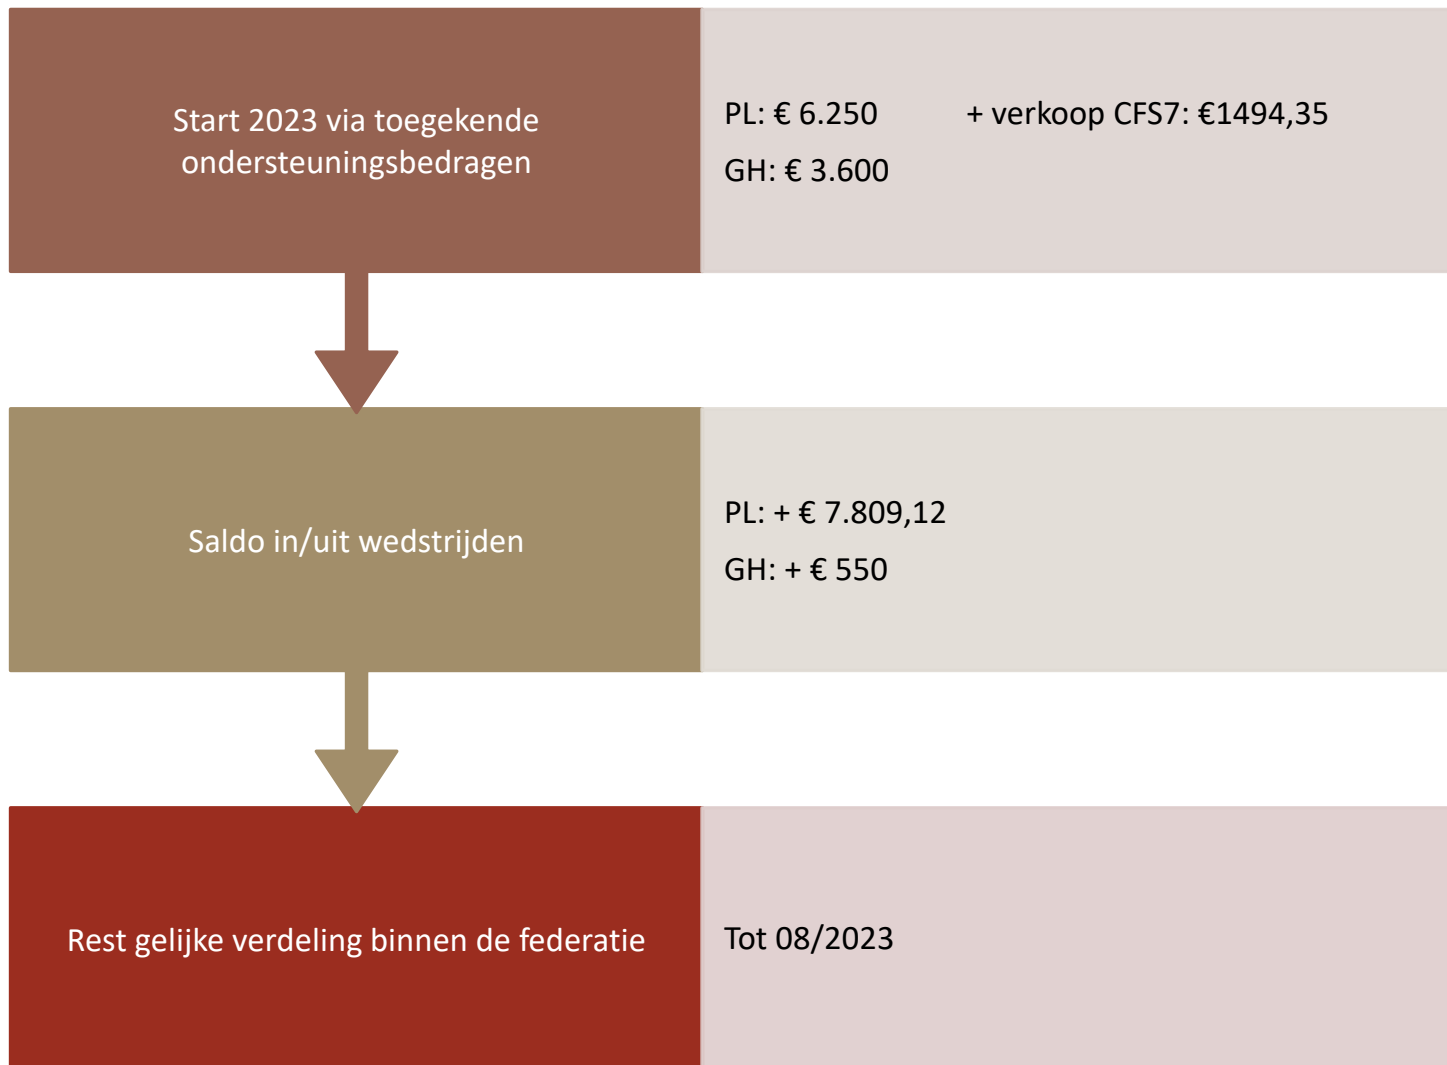 Start 2023 via toegekende
ondersteuningsbedragen
PL: € 6.250 + verkoop CFS7: €1494,35
GH: € 3.600
Saldo in/uit wedstrijden
PL: + € 7.809,12
GH: + € 550
Rest gelijke verdeling binnen de federatie
Tot 08/2023